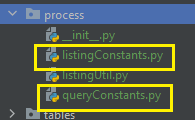 process
__init__.py
listingConstants.py
listingUtil.py
queryConstants.py
tables